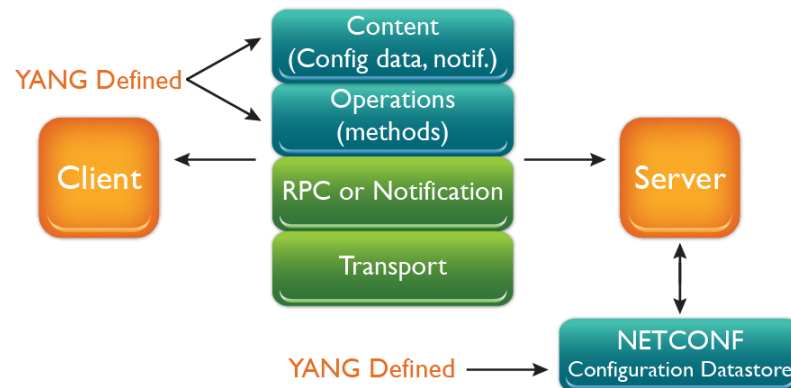 Content
(Config data, notif.)
YANG Defined
Operations
(methods)
Client
RPC or Notification
Server
Transport
NETCONF
Configuration Datastore
YANG Defined